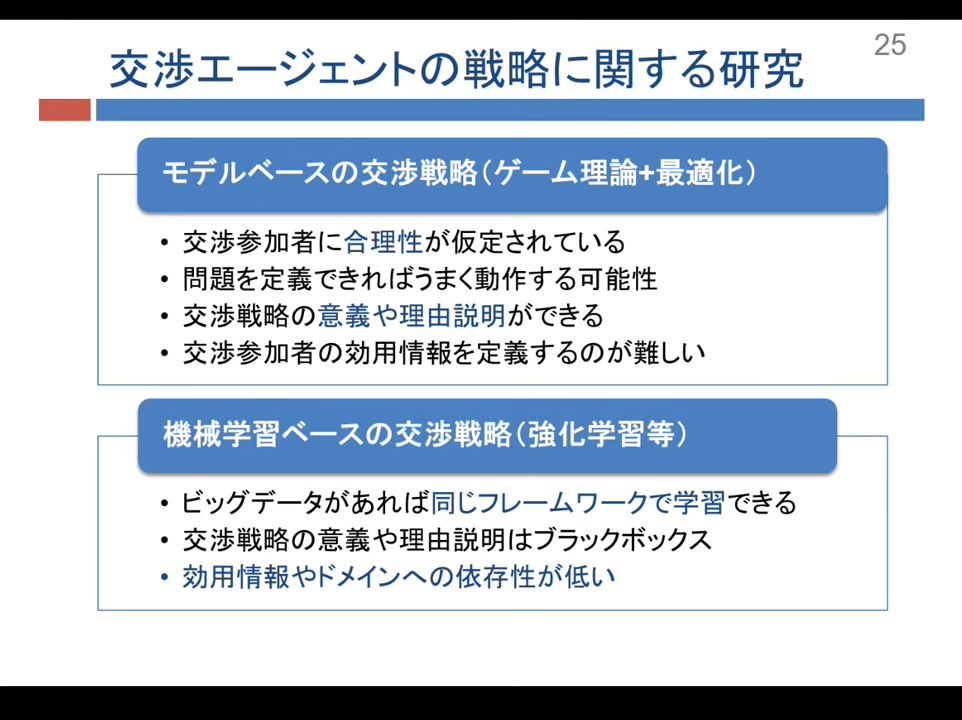 25
交渉エージェントの戦略に関する研究
モデルベースの交渉戦略（ゲーム理論+最適化）
• 交渉参加者に合理性が仮定されている
• 問題を定義できればうまく動作する可能性
• 交渉戦略の意義や理由説明ができる
• 交渉参加者の効用情報を定義するのが難しい
機械学習ベースの交渉戦略（強化学習等）
• ビッグデータがあれば同じフレームワークで学習できる
• 交渉戦略の意義や理由説明はブラックボックス
• 効用情報やドメインへの依存性が低い